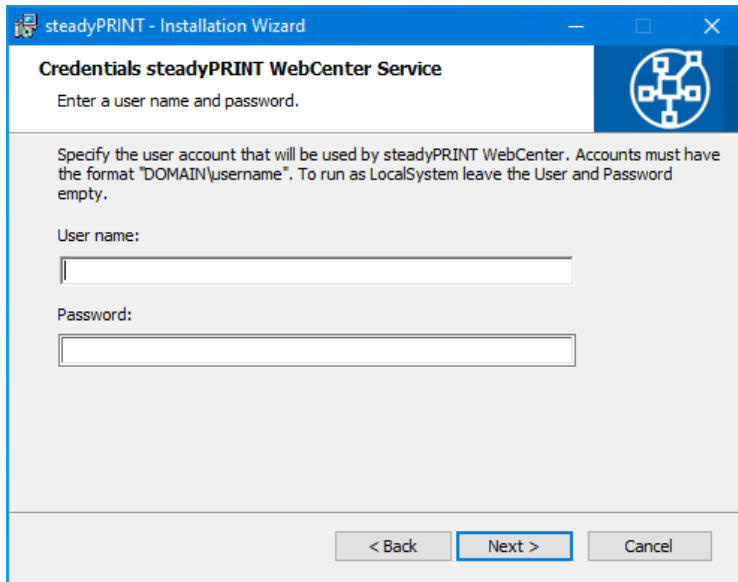 steadyPRINT - Installation Wizard
Credentials steadyPRINT WebCenter Service
Enter a user name and password.
Specify the user account that will be used by steadyPRINT WebCenter. Accounts must have
the format "DOMAIN\username". To run as LocalSystem leave the User and Password
empty.
User name:
Password:
< Back
Next >
Cancel